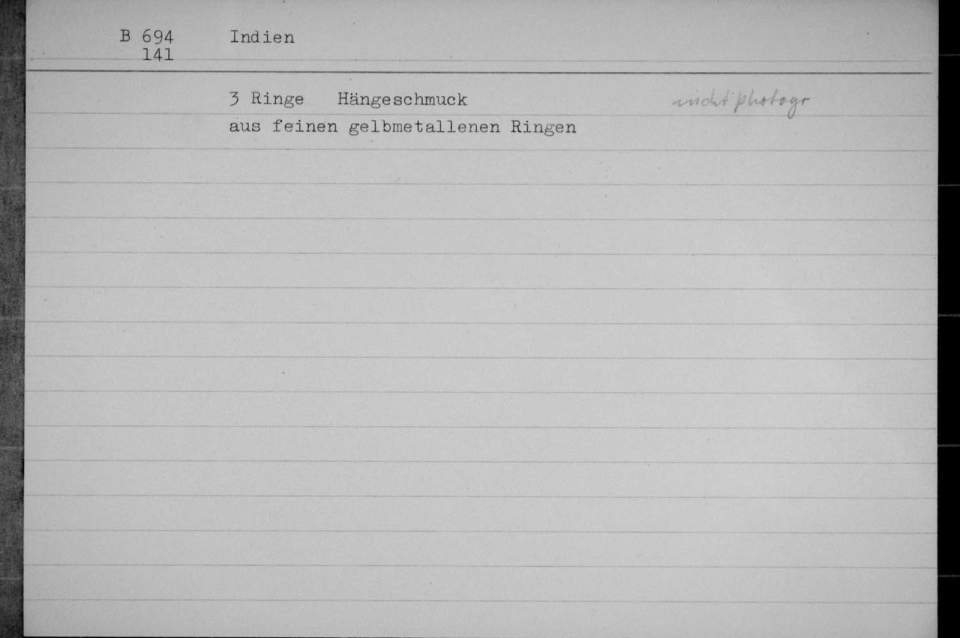 B 694 Indien
141
3 Ringe Hängeschmuck nicht photogr
aus feinen gelbmetallenen Ringen